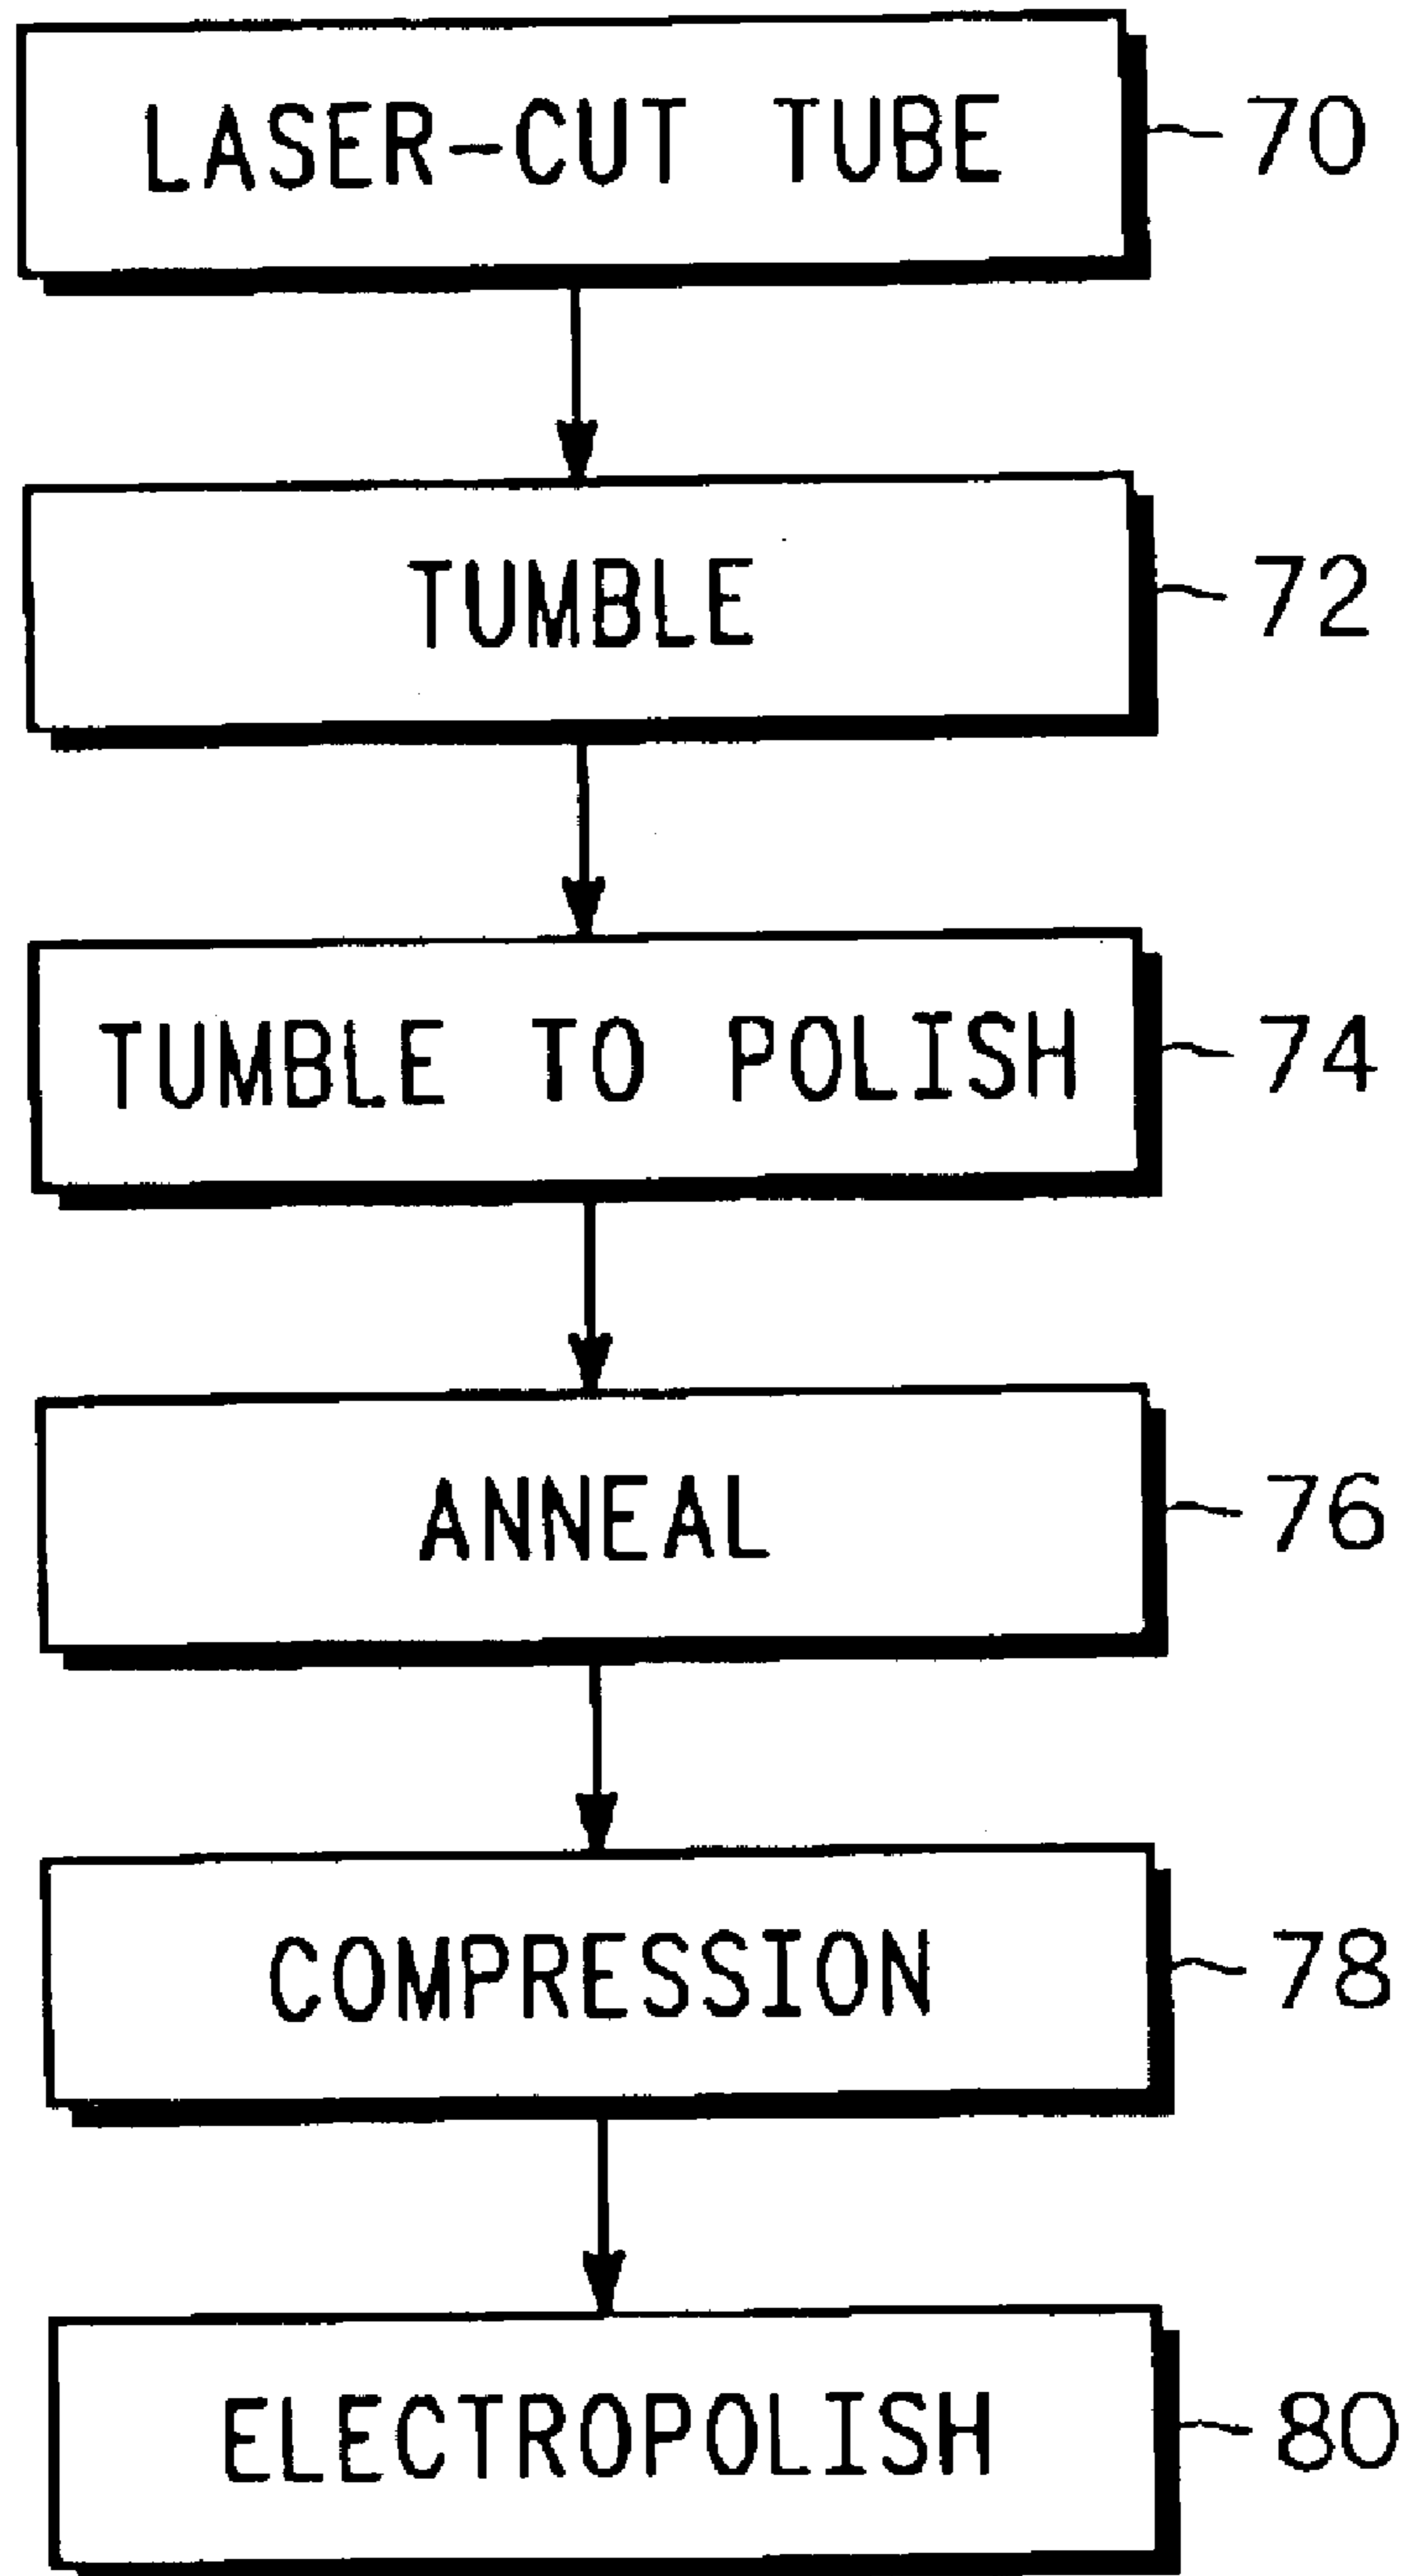 LASER-CUT TUBE 70
TUMBLE 72
TUMBLE TO POLISH 74
ANNEAL 76
COMPRESSION 78
ELECTROPOLISH 80